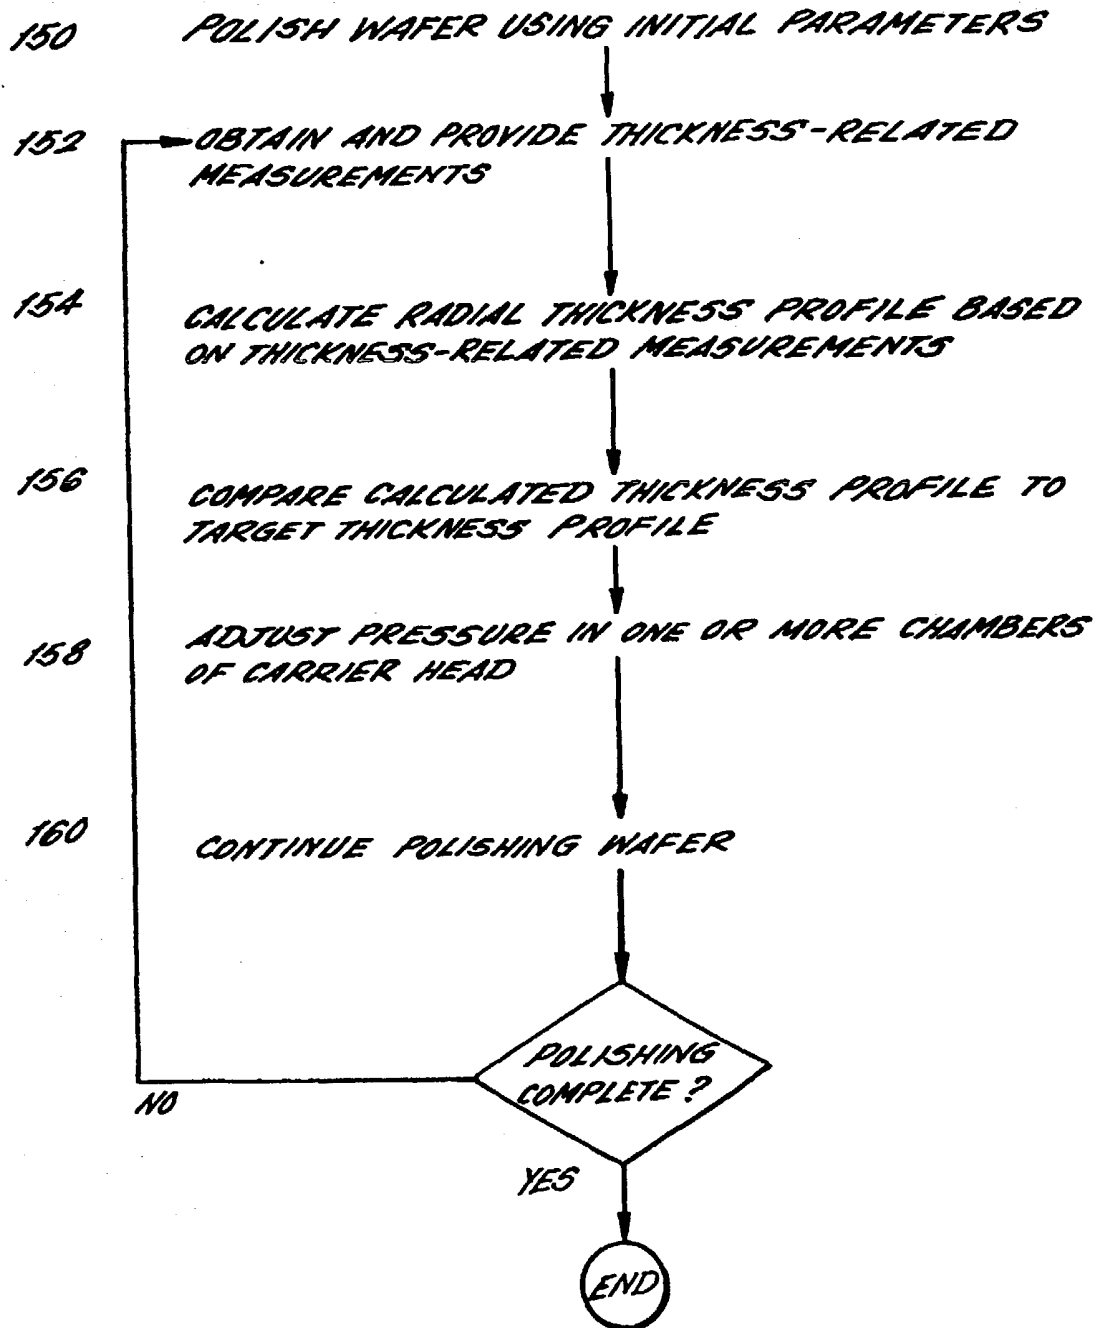 150 POLISH WAFER USING INITIAL PARAMETERS
152 OBTAIN AND PROVIDE THICKNESS-RELATED
MEASUREMENTS
154 CALCULATE RADIAL THICKNESS PROFILE BASED
ON THICKNESS-RELATED MEASUREMENTS
156 COMPARE CALCULATED THICKNESS PROFILE TO
TARGET THICKNESS PROFILE
158 ADJUST PRESSURE IN ONE OR MORE CHAMBERS
OF CARRIER HEAD
160 CONTINUE POLISHING WAFER
POLISHING
COMPLETE?
NO
YES
END